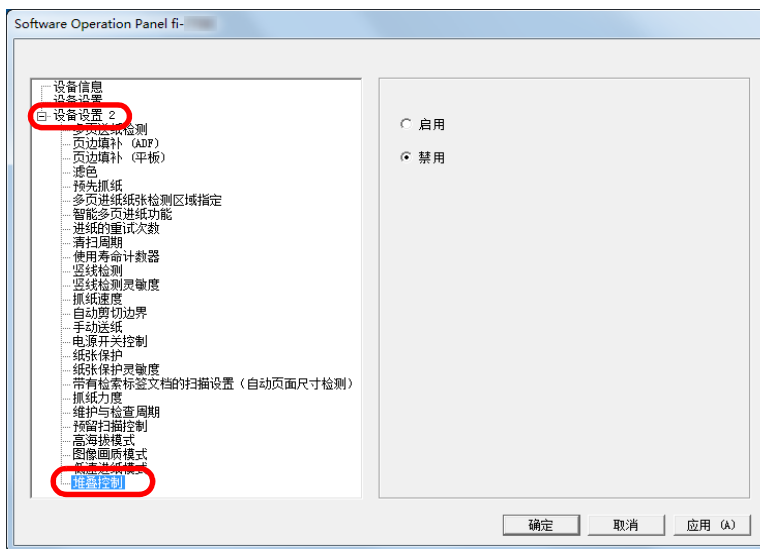 Software Operation Panel fi-
设备信息
设备设置
设备设置 2
多页送纸检测
页边填补 (ADF)
页边填补 (平板)
滤色
预先抓纸
多页进纸纸张检测区域指定
智能多页进纸功能
进纸的重试次数
清扫周期
使用寿命计数器
竖线检测
竖线检测灵敏度
抓纸速度
自动剪切边界
手动送纸
电源开关控制
纸张保护
纸张保护灵敏度
带有检索标签文档的扫描设置（自动页面尺寸检测）
抓纸力度
维护与检查周期
预留扫描控制
高海拔模式
图像画质模式
低速进纸模式
堆叠控制
启用
禁用
确定 取消 应用 (A)